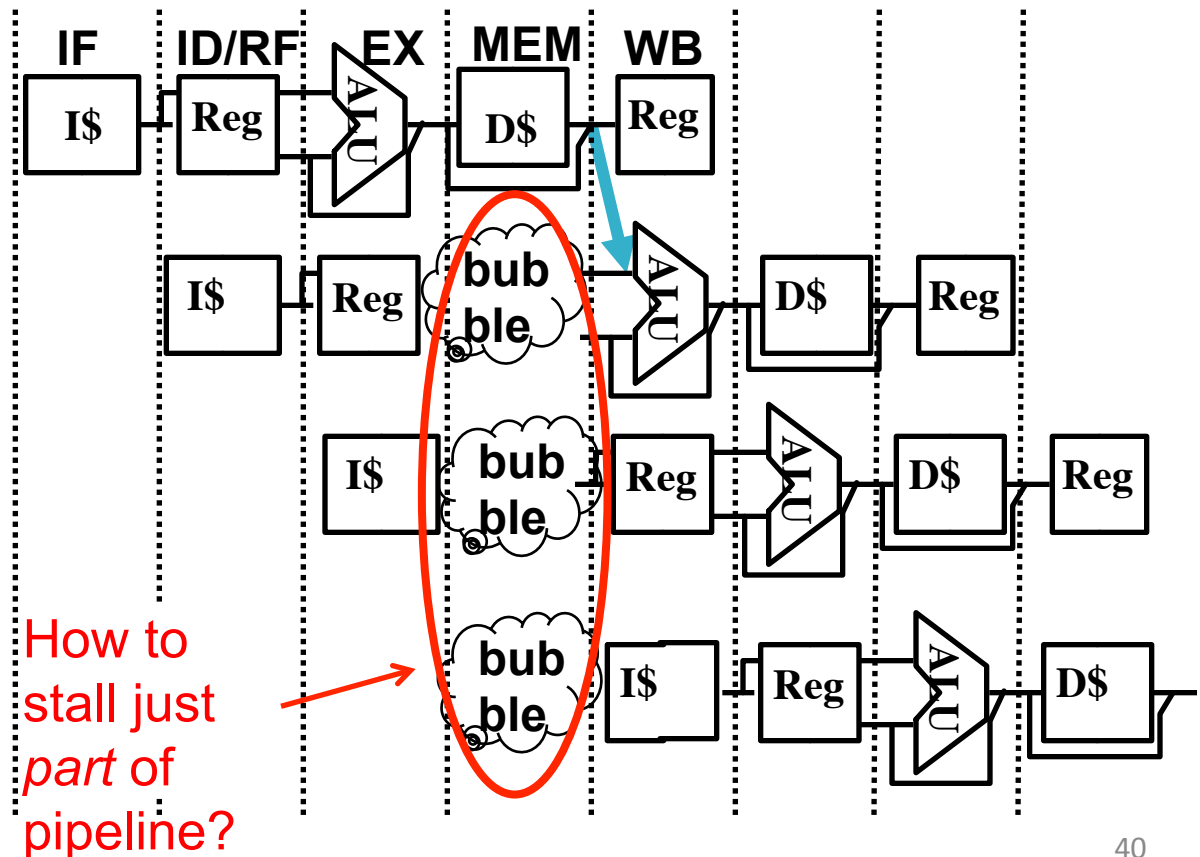 IF ID/RF EX MEM WB
I$ Reg ALU D$ Reg
I$ Reg bub ble ALU D$ Reg
I$ bub ble Reg ALU D$ Reg
bub ble I$ Reg ALU D$
How to
stall just
part of
pipeline?
40